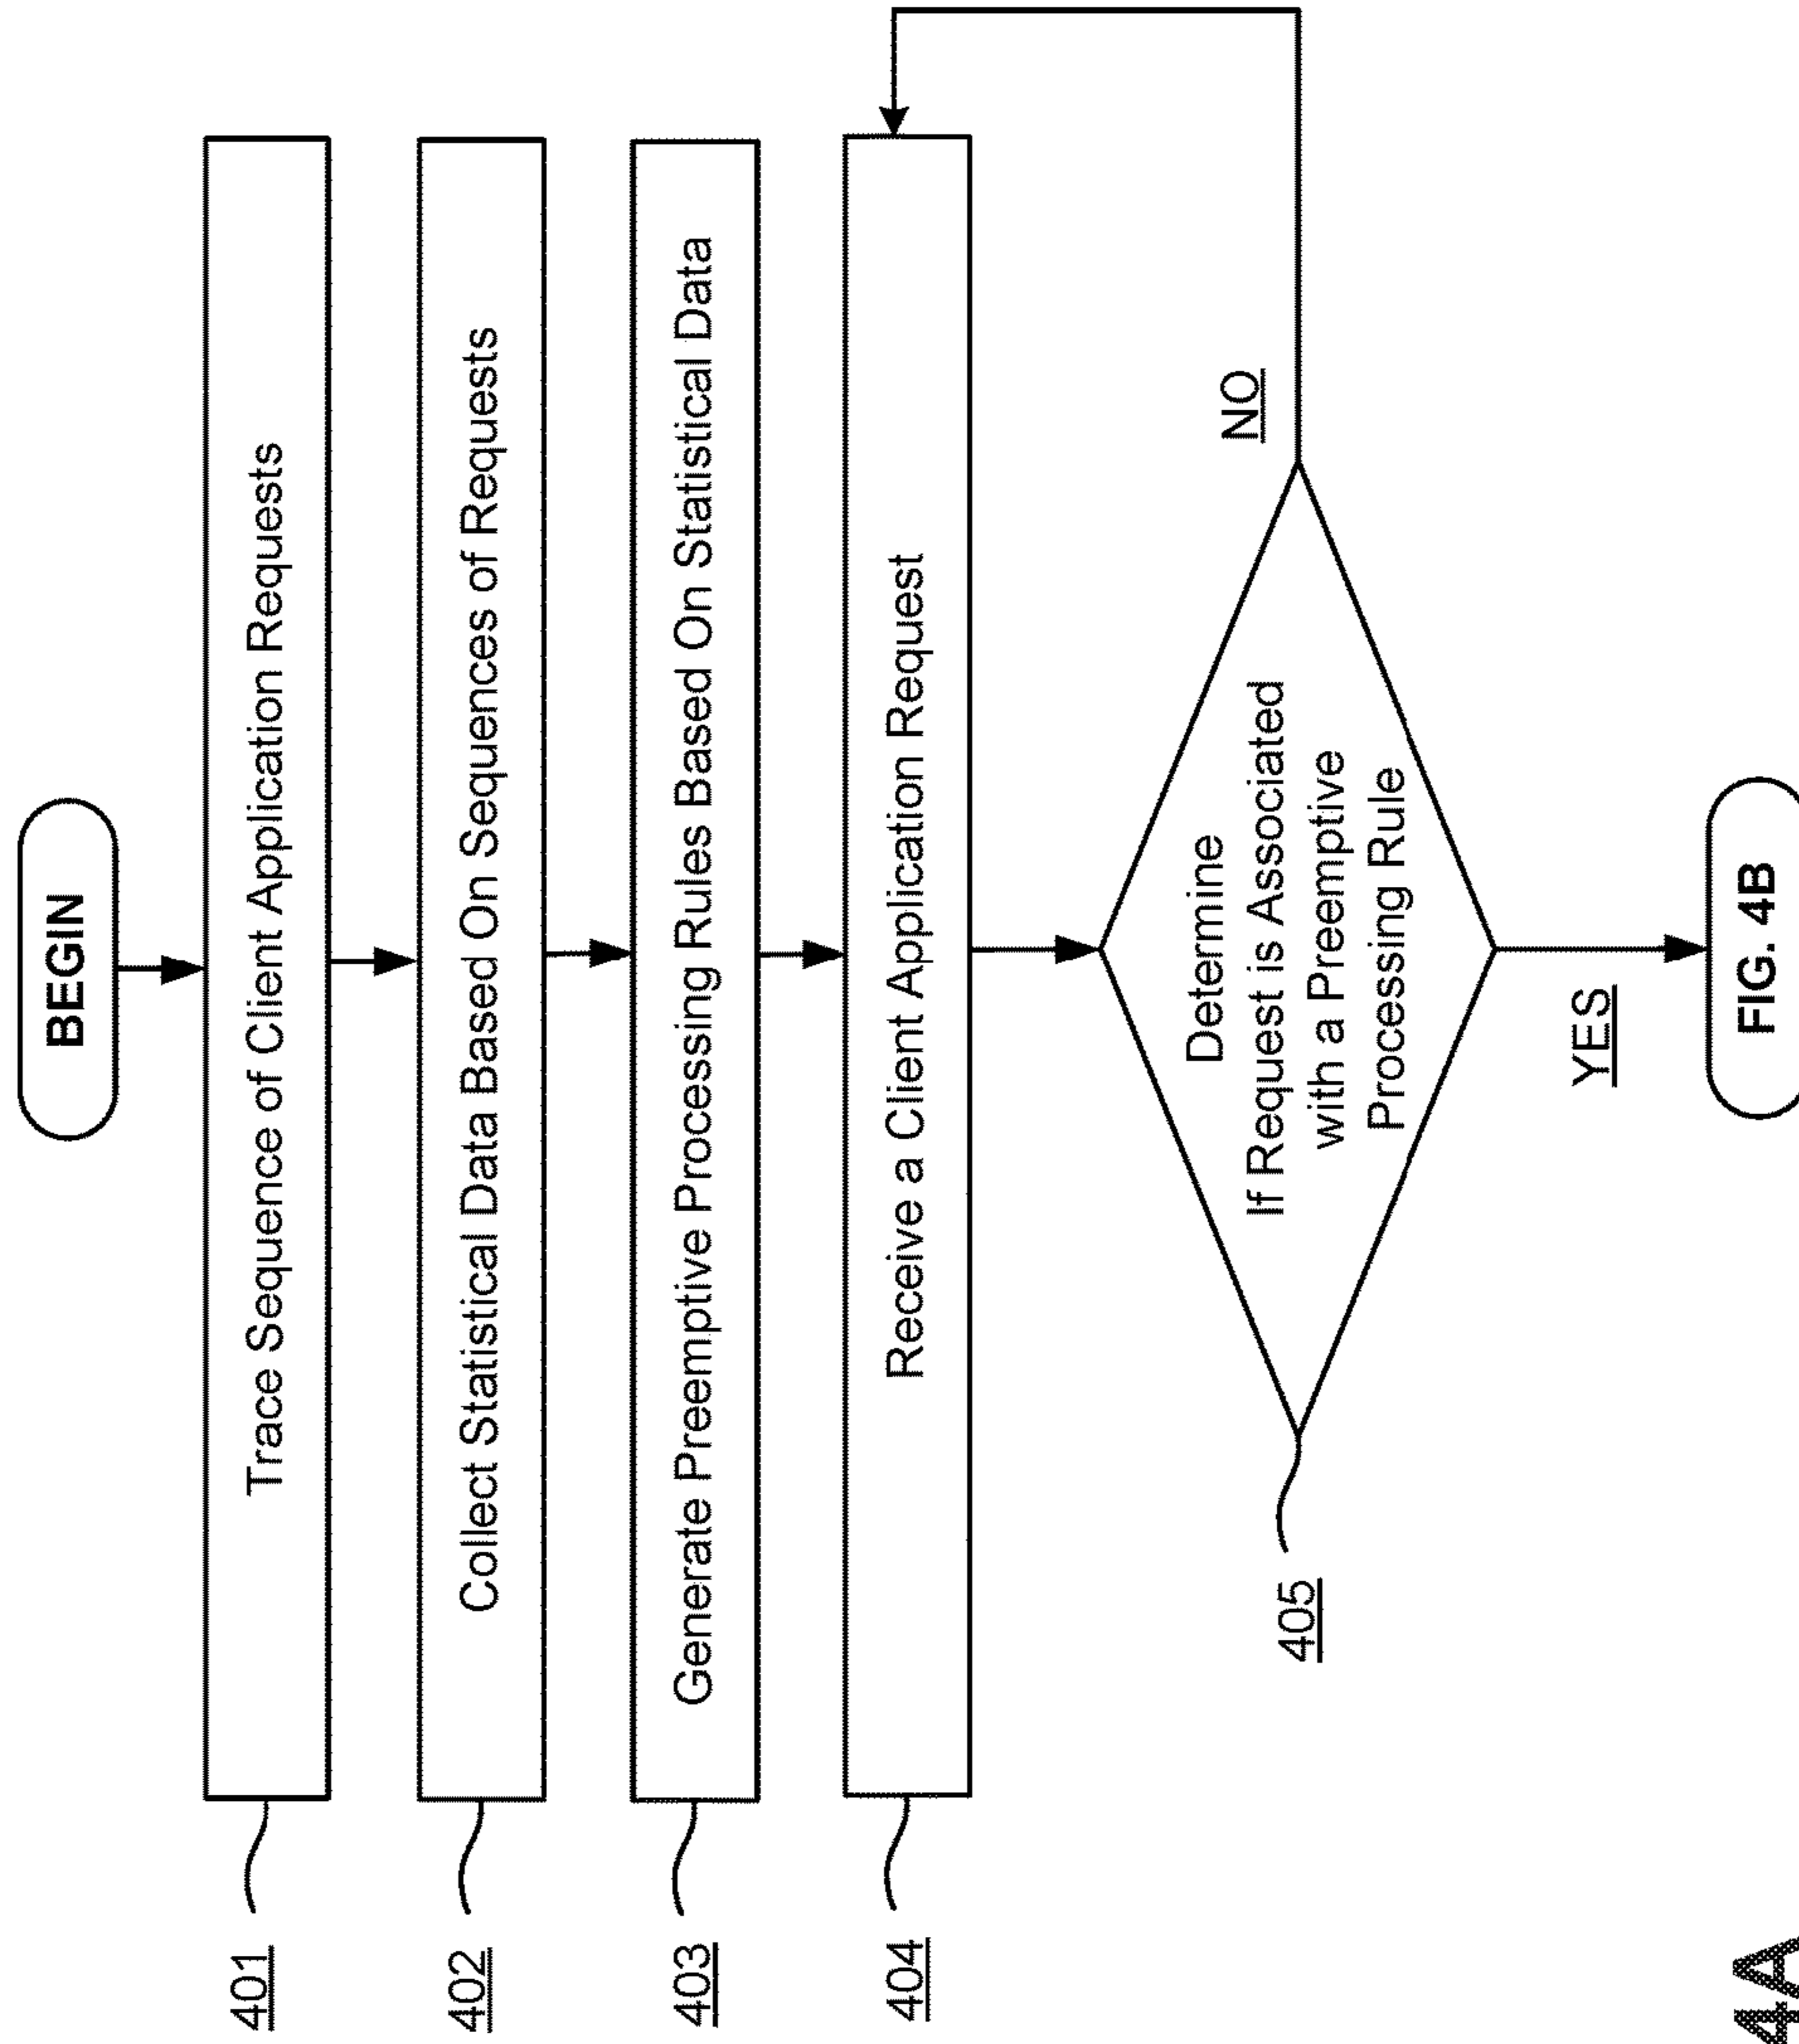 BEGIN
401
Trace Sequence of Client Application Requests
402
Collect Statistical Data Based On Sequences of Requests
403
Generate Preemptive Processing Rules Based On Statistical Data
404
Receive a Client Application Request
405
Determine
If Request is Associated
with a Preemptive
Processing Rule
NO
YES
FIG. 4B
4A